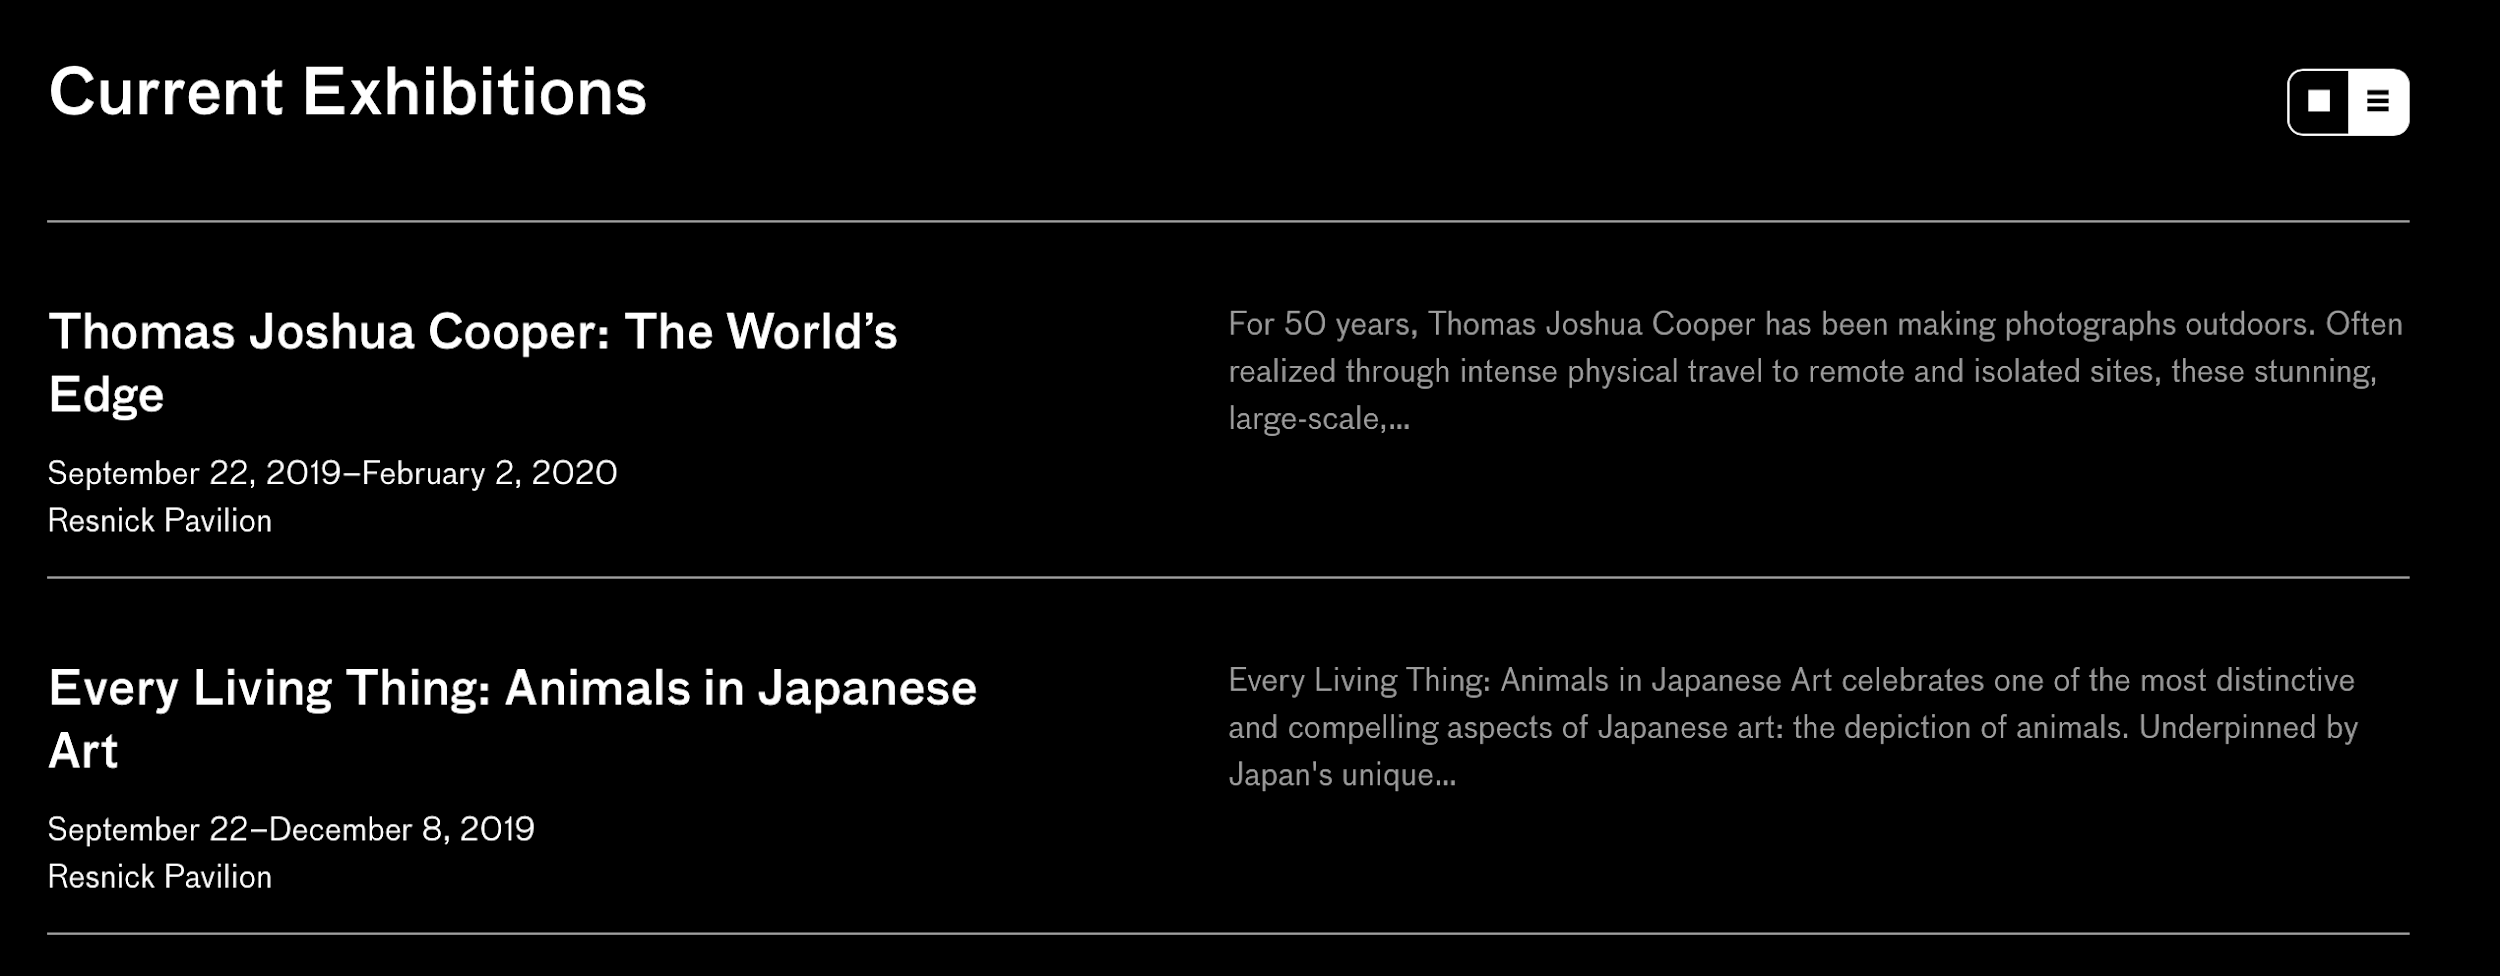 Current Exhibitions
Thomas Joshua Cooper: The World’s
Edge
September 22, 2019–February 2, 2020
Resnick Pavilion
For 50 years, Thomas Joshua Cooper has been making photographs outdoors. Often
realized through intense physical travel to remote and isolated sites, these stunning,
large-scale,...
Every Living Thing: Animals in Japanese
Art
September 22–December 8, 2019
Resnick Pavilion
Every Living Thing: Animals in Japanese Art celebrates one of the most distinctive
and compelling aspects of Japanese art: the depiction of animals. Underpinned by
Japan's unique...